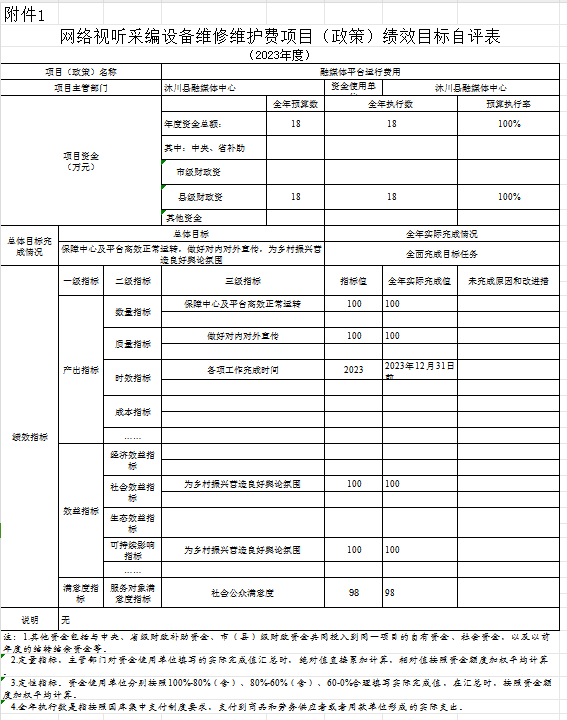 附件1
网络视听采编设备维修维护费项目（政策）绩效目标自评表
（2023年度）
项目（政策）名称 融媒体平台运行费用
项目主管部门 沐川县融媒体中心 资金使用单 沐川县融媒体中心
项目资金
（万元）
全年预算数 全年执行数 预算执行率
年度资金总额： 18 18 100%
其中：中央、省补助
市级财政资
县级财政资 18 18 100%
其他资金
总体目标完
成情况
总体目标 全年实际完成情况
保障中心及平台高效正常运转，做好对内对外宣传，为乡村振兴营
造良好舆论氛围
全面完成目标任务
绩效指标
一级指标 二级指标 三级指标 指标值 全年实际完成值 未完成原因和改进措
产出指标
数量指标 保障中心及平台高效正常运转 100 100
质量指标 做好对内对外宣传 100 100
时效指标 各项工作完成时间 2023 2023年12月31日
前
成本指标
……
效益指标
经济效益指
标
社会效益指
标
为乡村振兴营造良好舆论氛围 100 100
生态效益指
标
可持续影响
指标
为乡村振兴营造良好舆论氛围 100 100
……
满意度指
标
服务对象满
意度指标
社会公众满意度 98 98
说明 无
注：1.其他资金包括与中央、省级财政补助资金、市（县）级财政资金共同投入到同一项目的自有资金、社会资金，以及以前
年度的结转结余资金等。
2.定量指标，主管部门对资金使用单位填写的实际完成值汇总时，绝对值直接累加计算，相对值按照资金额度加权平均计算
3.定性指标。资金使用单位分别按照100%-80%（含）、80%-60%（含）、60-0%合理填写实际完成值，在汇总时，按照资金额
度加权平均计算。
4.全年执行数是指按照国库集中支付制度要求，支付到商品和劳务供应者或者用款单位形成的实际支出。